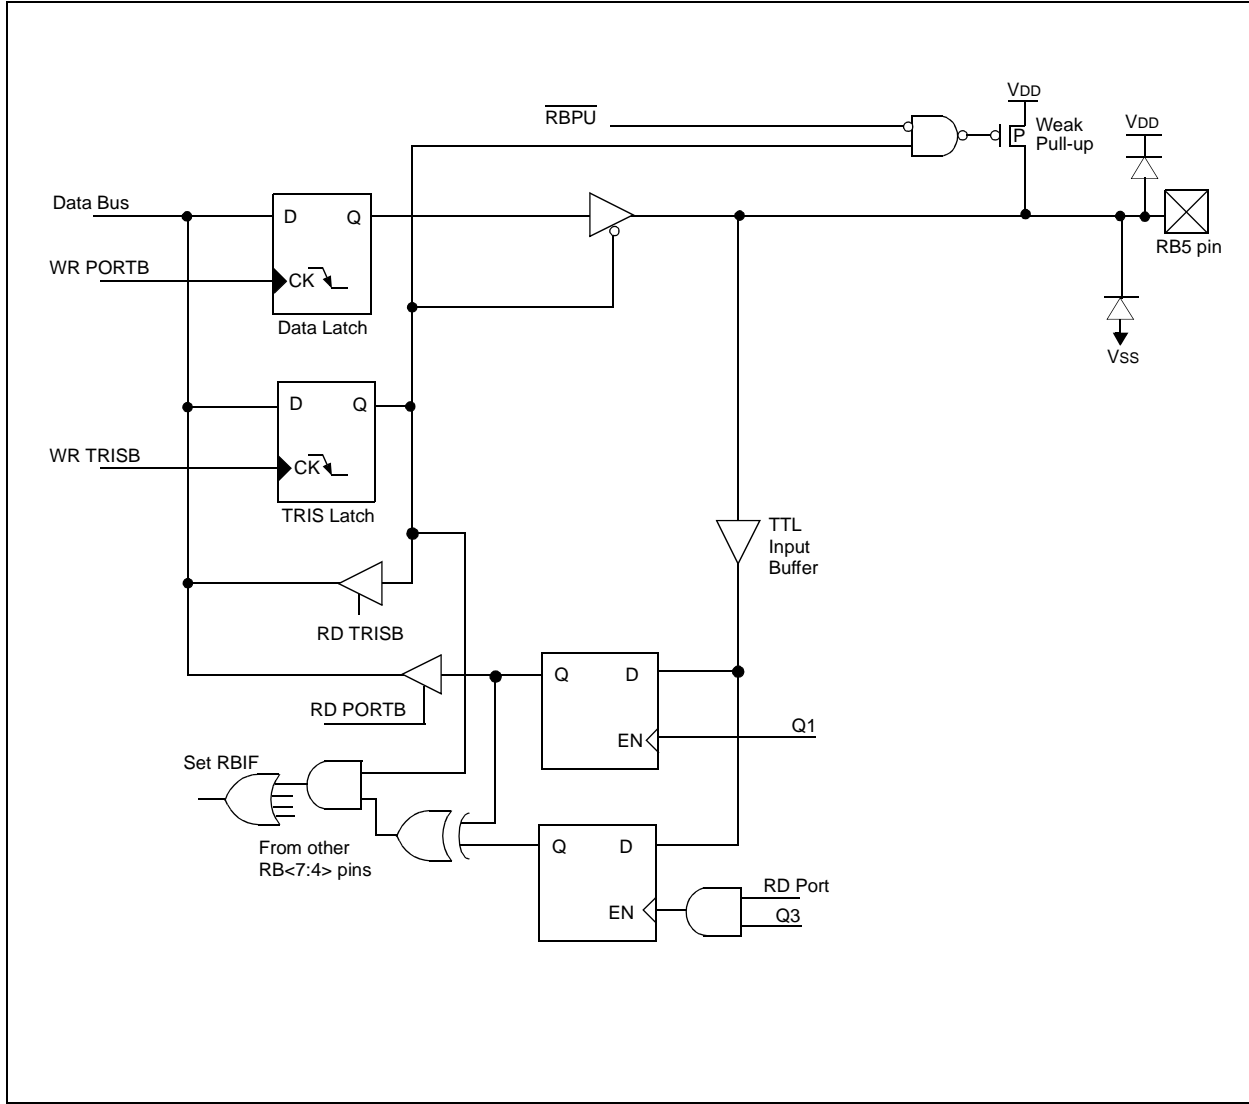 VDD
RBPU
P
Weak
Pull-up
VDD
Data Bus
D
Q
WR PORTB
CK
Data Latch
RB5 pin
VSS
D
Q
WR TRISB
CK
TRIS Latch
TTL
Input
Buffer
RD TRISB
Q
D
RD PORTB
EN
Q1
Set RBIF
From other
RB<7:4> pins
Q
D
RD Port
EN
Q3